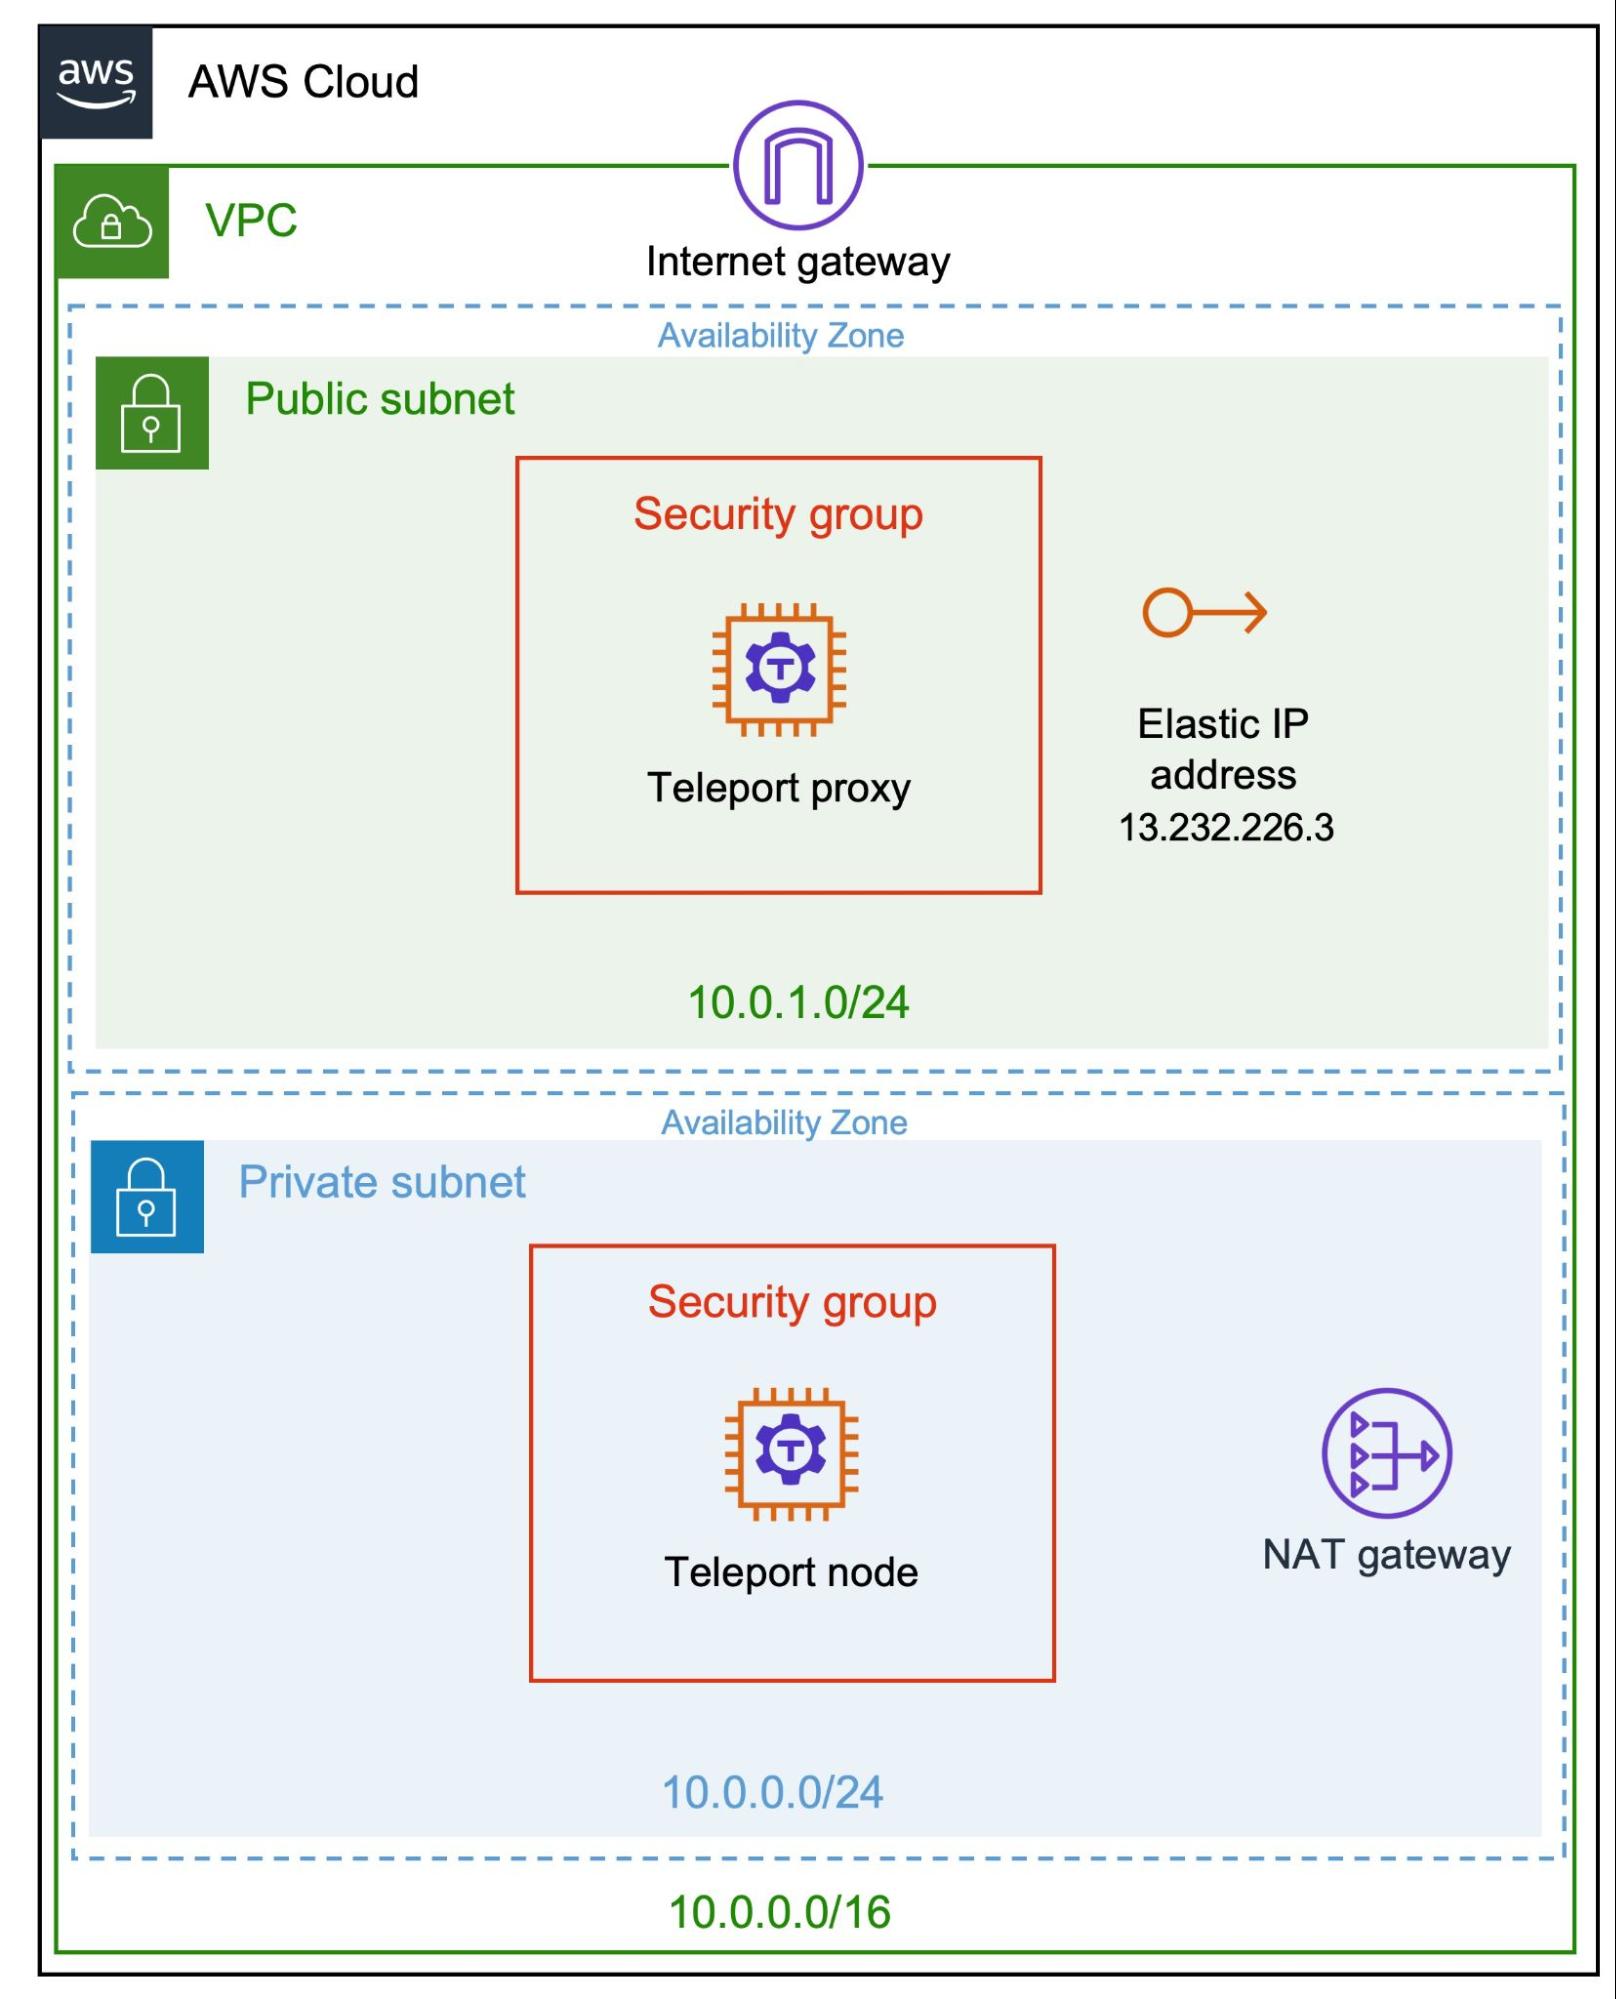 aws
AWS Cloud
VPC
Internet gateway
Availability Zone
Public subnet
Security group
T
Teleport proxy
Elastic IP
address
13.232.226.3
10.0.1.0/24
Availability Zone
Private subnet
Security group
T
Teleport node
NAT gateway
10.0.0.0/24
10.0.0.0/16